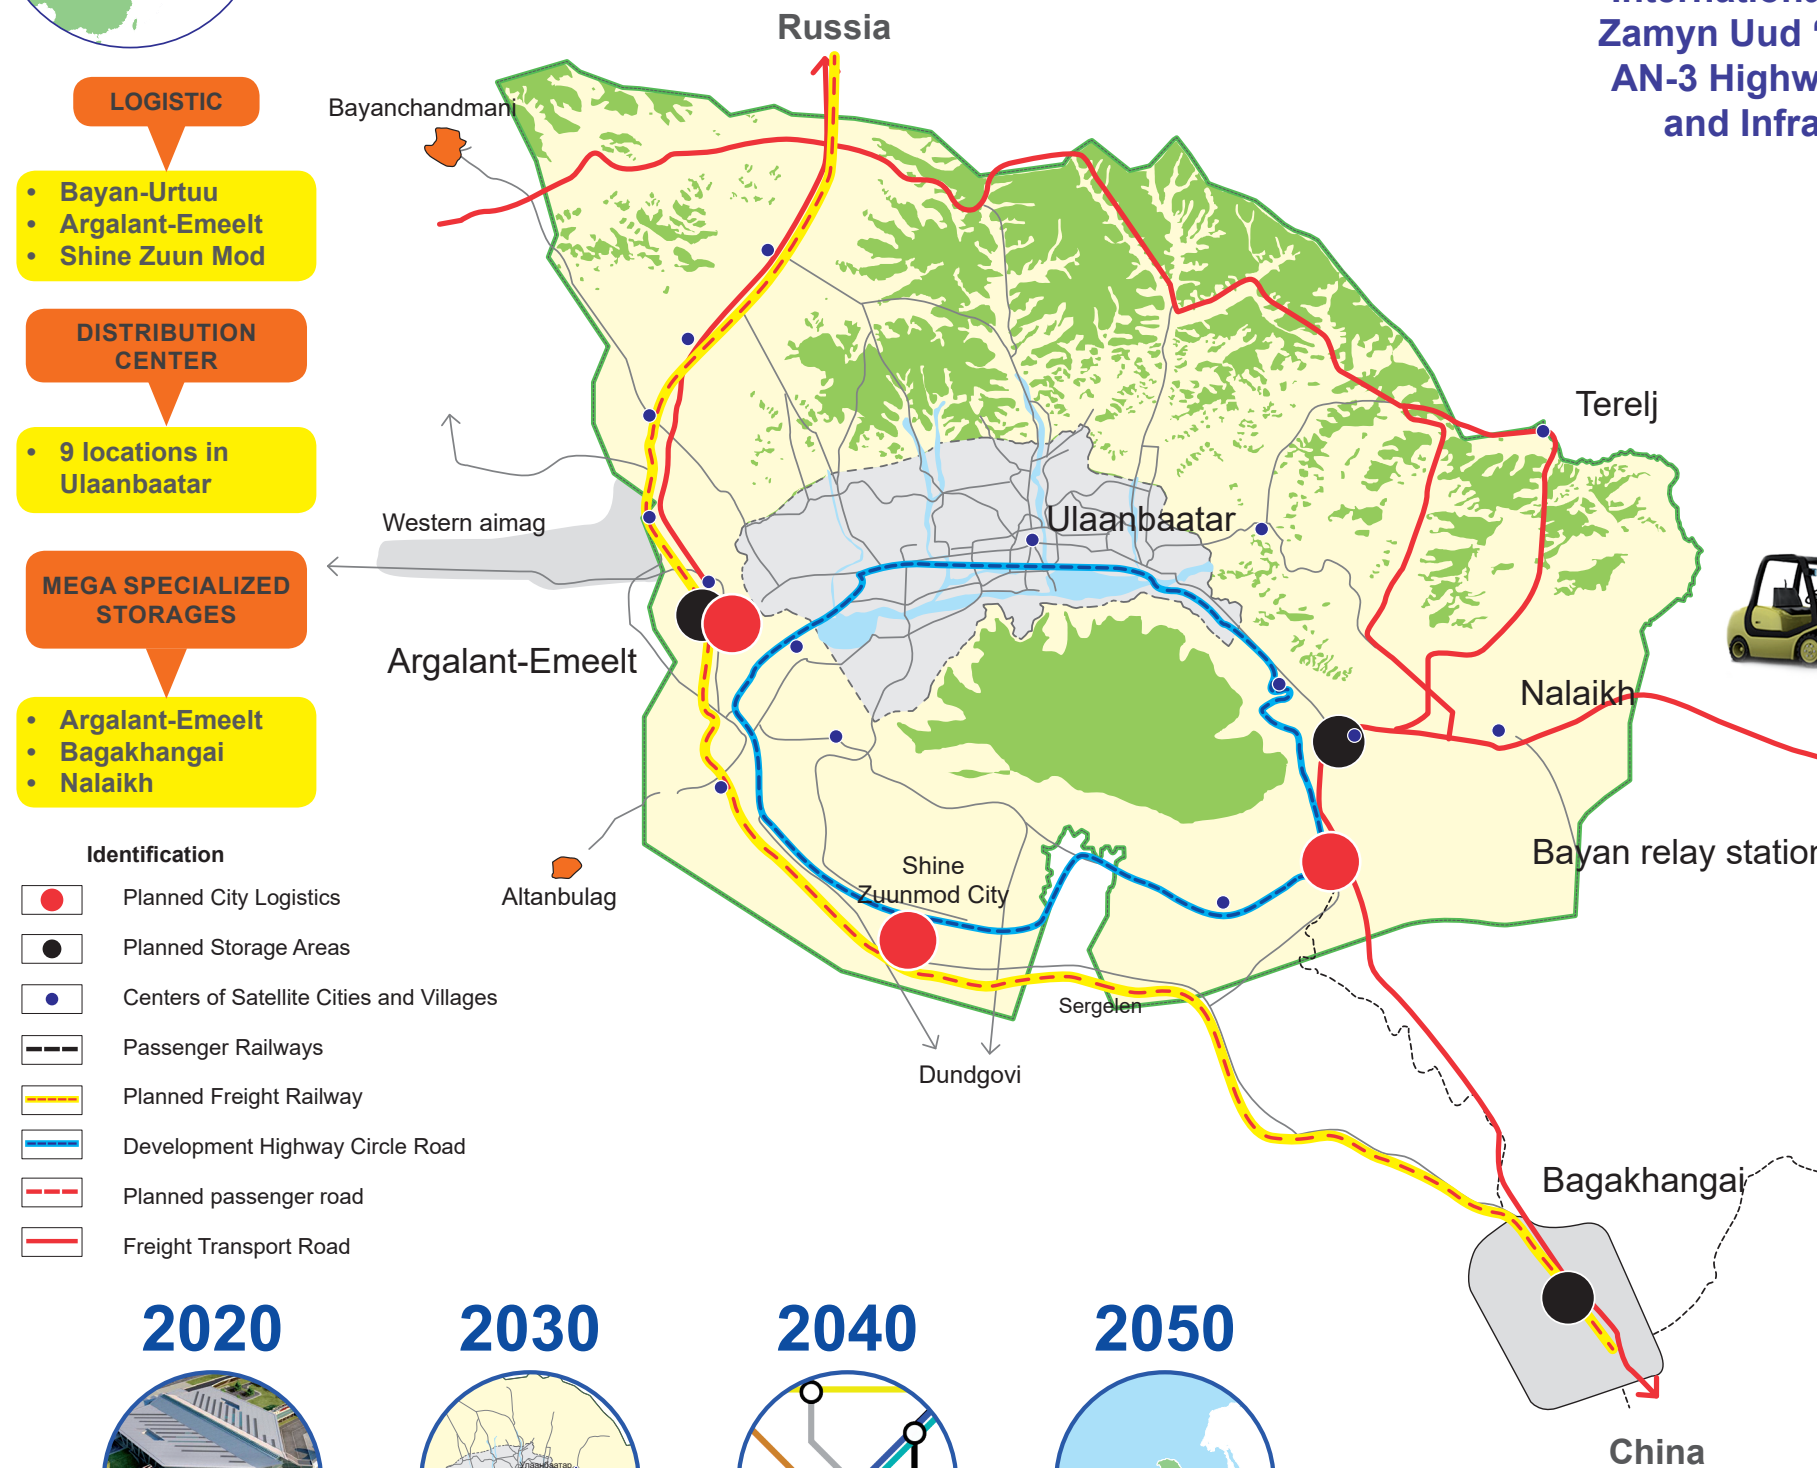 Russia
Zamyn Uud
AN-3
and
LOGISTIC
• Bayan-Urtuu
• Argalant-Emeelt
• Shine Zuun Mod
DISTRIBUTION
CENTER
• 9 locations in
Ulaanbaatar
MEGA SPECIALIZED
STORAGES
• Argalant-Emeelt
• Bagakhangai
• Nalaikh
Bayanchandmani
Terelj
Western aimag
Ulaanbaatar
Argalant-Emeelt
Nalaikh
Bayan relay station
Shine
Zuunmod City
Altanbulag
Sergelen
Dundgovi
Bagakhangai
China
Identification
Planned City Logistics
Planned Storage Areas
Centers of Satellite Cities and Villages
Passenger Railways
Planned Freight Railway
Development Highway Circle Road
Planned passenger road
Freight Transport Road
2020
2030
2040
2050
Улаанбаатар